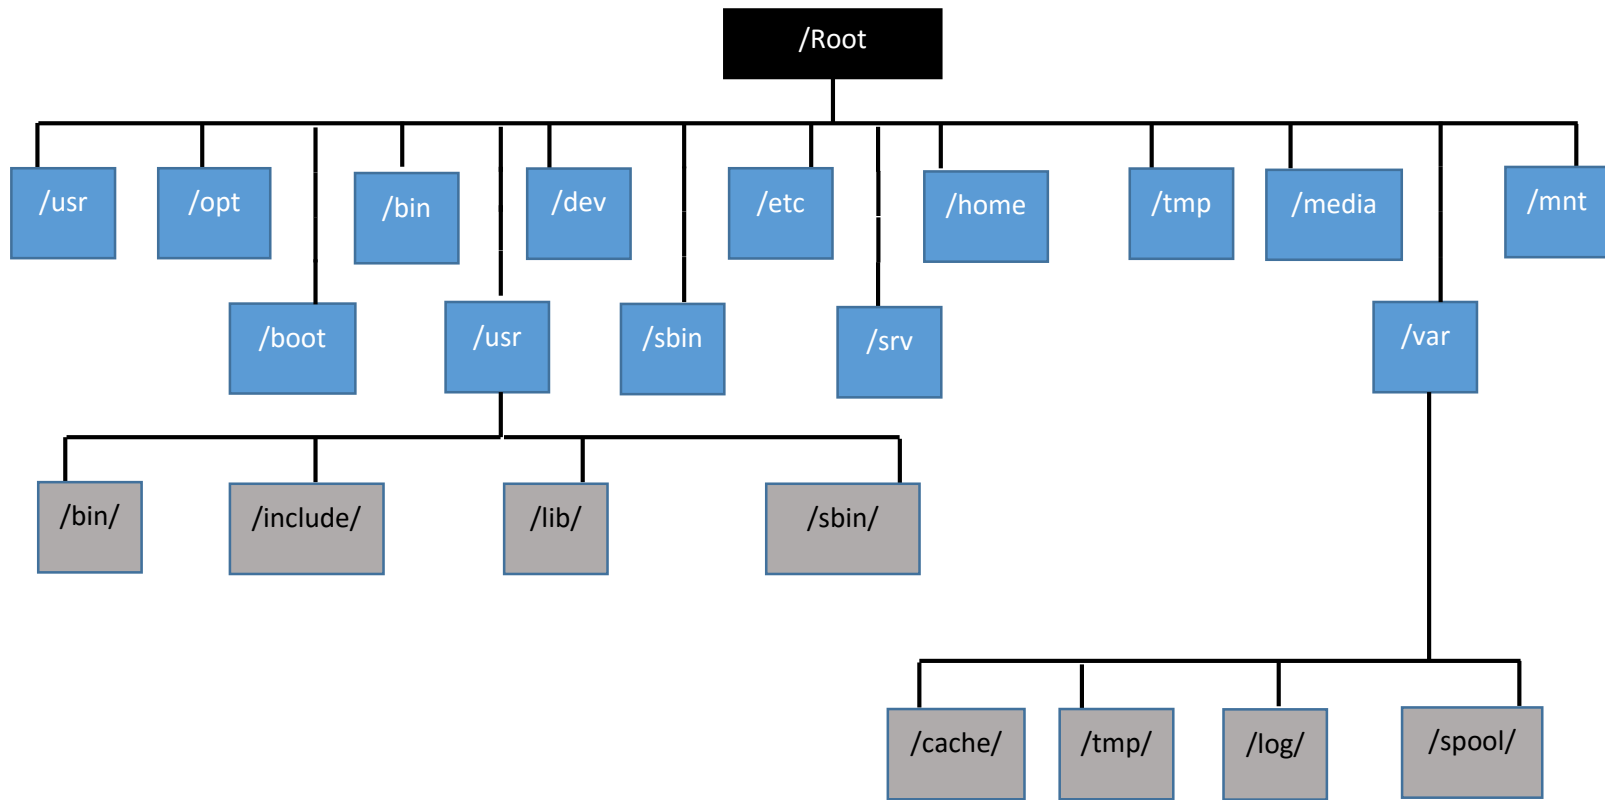 /Root
/usr
/opt
/bin
/dev
/etc
/home
/tmp
/media
/mnt
/boot
/usr
/sbin
/srv
/var
/bin/
/include/
/lib/
/sbin/
/cache/
/tmp/
/log/
/spool/